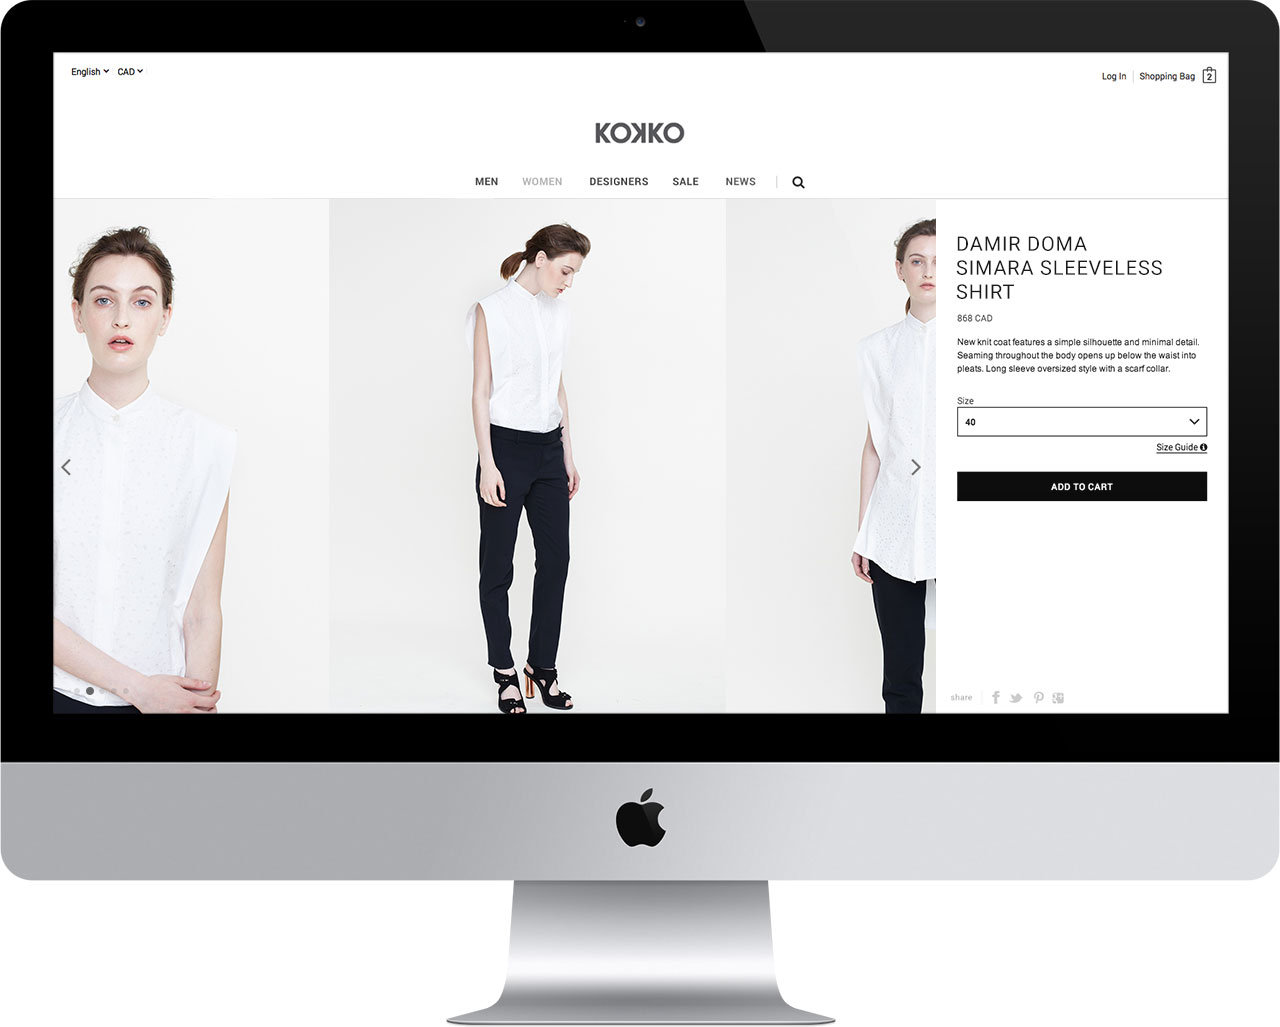 English CAD
Log In Shopping Bag 2
KOKKO
MEN WOMEN DESIGNERS SALE NEWS
DAMIR DOMA
SIMARA SLEEVELESS
SHIRT
868 CAD
New knit coat features a simple silhouette and minimal detail.
Seaming throughout the body opens up below the waist into
pleats. Long sleeve oversized style with a scarf collar.
Size
40
Size Guide
ADD TO CART
share